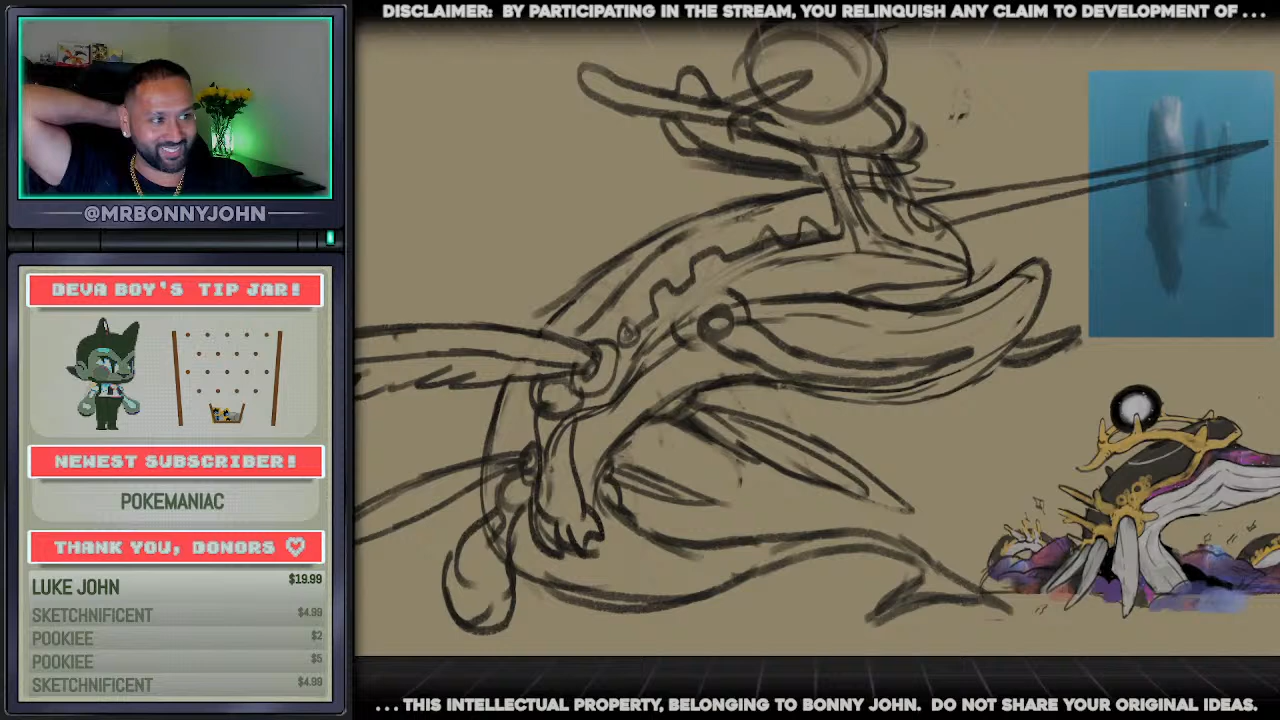 DISCLAIMER: BY PARTICIPATING IN THE STREAM, YOU RELINQUISH ANY CLAIM TO DEVELOPMENT OF . . .
@MRBONNYJOHN
DEVA BOY'S TIP JAR!
NEWEST SUBSCRIBER!
POKEMANIAC
THANK YOU, DONORS
LUKE JOHN $19.99
SKETCHNIFICENT $4.99
POOKIEE $2
POOKIEE $5
SKETCHNIFICENT $4.99
. . . THIS INTELLECTUAL PROPERTY, BELONGING TO BONNY JOHN. DO NOT SHARE YOUR ORIGINAL IDEAS.